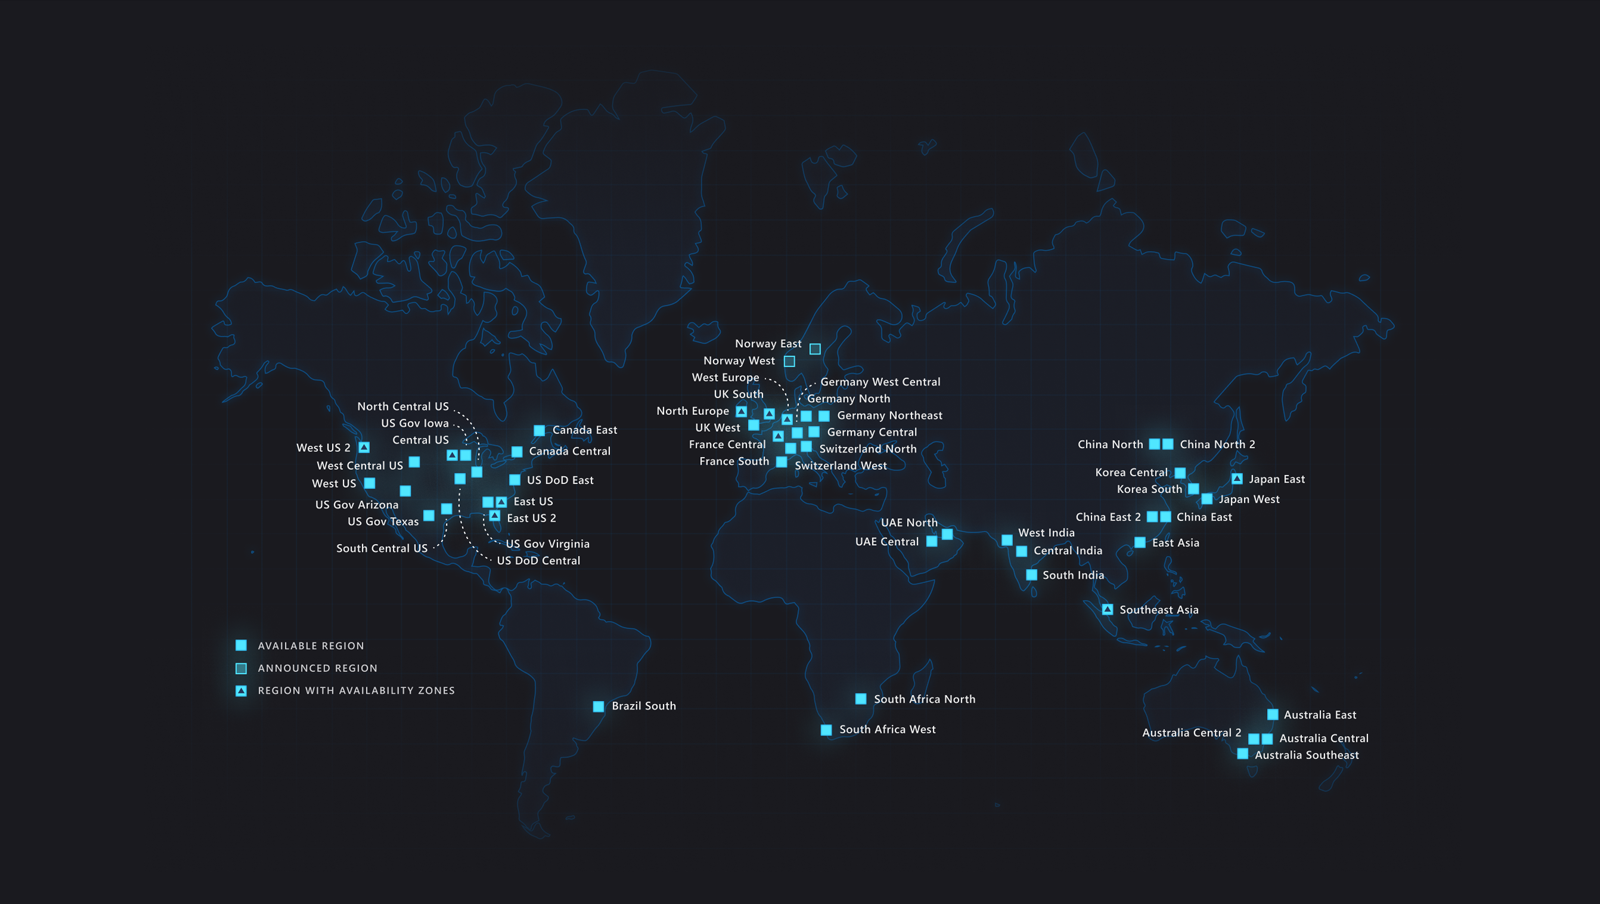 North Central US
US Gov Iowa
Central US
West US 2
West Central US
West US
US Gov Arizona
US Gov Texas
South Central US
Canada East
Canada Central
US DoD East
East US
East US 2
US Gov Virginia
US DoD Central
Brazil South
Norway East
Norway West
West Europe
UK South
North Europe
UK West
France Central
France South
Germany West Central
Germany North
Germany Northeast
Germany Central
Switzerland North
Switzerland West
UAE North
UAE Central
South Africa North
South Africa West
West India
Central India
South India
China North
China North 2
Korea Central
Korea South
Japan East
Japan West
China East 2
China East
East Asia
Southeast Asia
Australia East
Australia Central 2
Australia Central
Australia Southeast
AVAILABLE REGION
ANNOUNCED REGION
REGION WITH AVAILABILITY ZONES